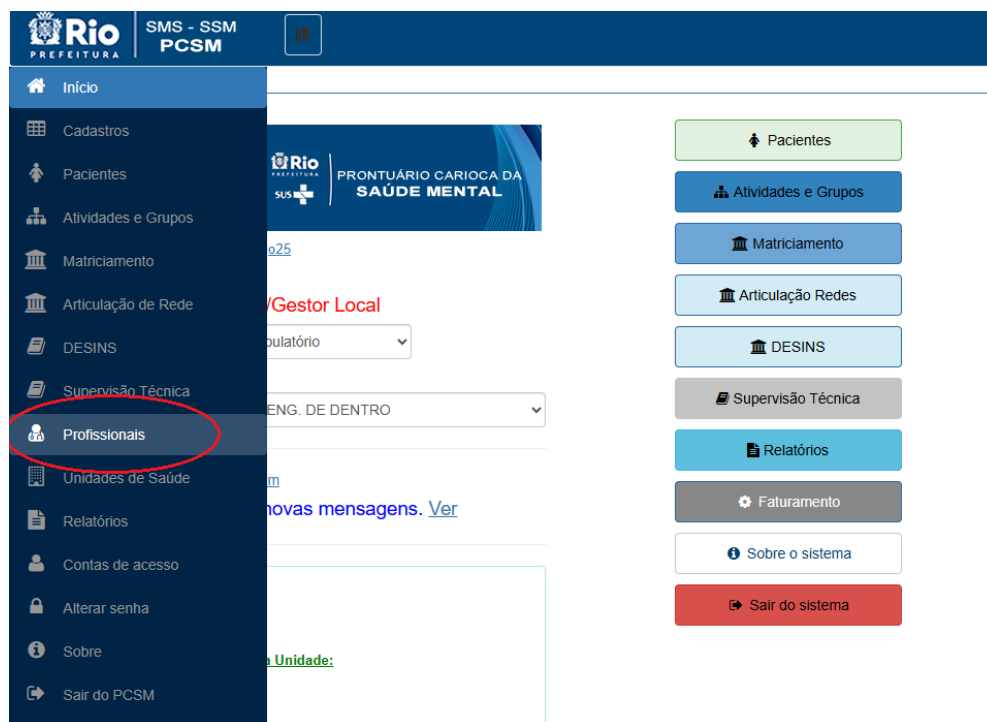 Rio
PREFEITURA
SMS - SSM
PCSM
Início
Cadastros
Pacientes
Atividades e Grupos
Matriciamento
Articulação de Rede
DESINS
Supervisão Técnica
Profissionais
Unidades de Saúde
Relatórios
Contas de acesso
Alterar senha
Sobre
Sair do PCSM
Rio
PREFEITURA
SUS
PRONTUÁRIO CARIOCA DA
SAÚDE MENTAL
o25
/Gestor Local
bulatório
ENG. DE DENTRO
m
novas mensagens. Ver
a Unidade:
Pacientes
Atividades e Grupos
Matriciamento
Articulação Redes
DESINS
Supervisão Técnica
Relatórios
Faturamento
Sobre o sistema
Sair do sistema